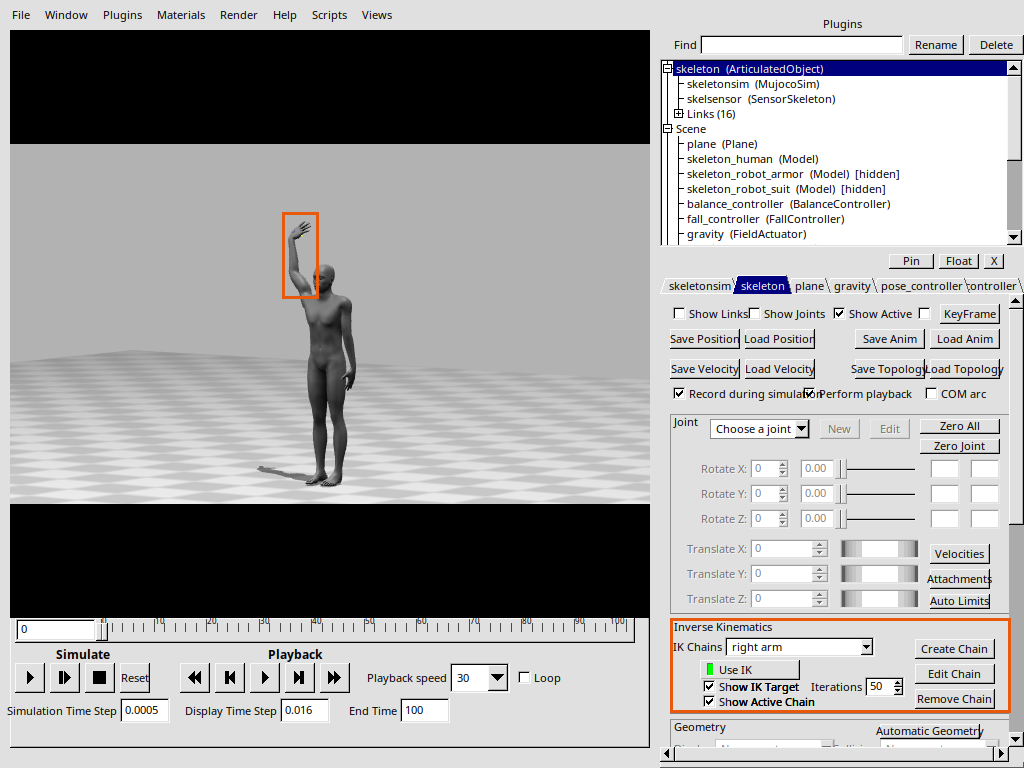 File Window Plugins Materials Render Help Scripts Views
Plugins
Find Rename Delete
skeleton (ArticulatedObject)
skeletonsim (MujocoSim)
skelsensor (SensorSkeleton)
Links (16)
Scene
plane (Plane)
skeleton_human (Model)
skeleton_robot_armor (Model) [hidden]
skeleton_robot_suit (Model) [hidden]
balance_controller (BalanceController)
fall_controller (FallController)
gravity (FieldActuator)
Pin Float X
skeletonsim skeleton plane gravity pose_controller ontroller
Show Links Show Joints Show Active KeyFrame
Save Position Load Position Save Anim Load Anim
Save Velocity Load Velocity Save Topology Load Topology
Record during simulation Perform playback COM arc
Joint Choose a joint New Edit Zero All
Zero Joint
Rotate X: 0 0.00
Rotate Y: 0 0.00
Rotate Z: 0 0.00
Translate X: 0 Velocities
Translate Y: 0 Attachments
Translate Z: 0 Auto Limits
Inverse Kinematics
IK Chains right arm Create Chain
Use IK Edit Chain
Show IK Target Iterations 50
Show Active Chain Remove Chain
Geometry Automatic Geometry
0 0 10 20 30 40 50 60 70 80 90 100
Simulate Playback
Reset Playback speed 30 Loop
Simulation Time Step 0.0005 Display Time Step 0.016 End Time 100